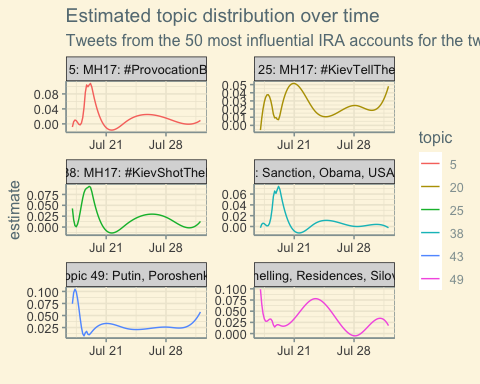 Estimated topic distribution over time
Tweets from the 50 most influential IRA accounts for the tw
5: MH17: #ProvocationB
25: MH17: #KievTellThe
0.08
0.04
0.00
0.05
0.04
0.03
0.02
0.01
0.00
Jul 21 Jul 28
Jul 21 Jul 28
38: MH17: #KievShotThe
: Sanction, Obama, USA
0.075
0.050
0.025
0.000
0.06
0.04
0.02
0.00
Jul 21 Jul 28
Jul 21 Jul 28
opic 49: Putin, Poroshenk
helling, Residences, Silov
0.100
0.075
0.050
0.025
0.100
0.075
0.050
0.025
0.000
Jul 21 Jul 28
Jul 21 Jul 28
estimate
topic
5
20
25
38
43
49